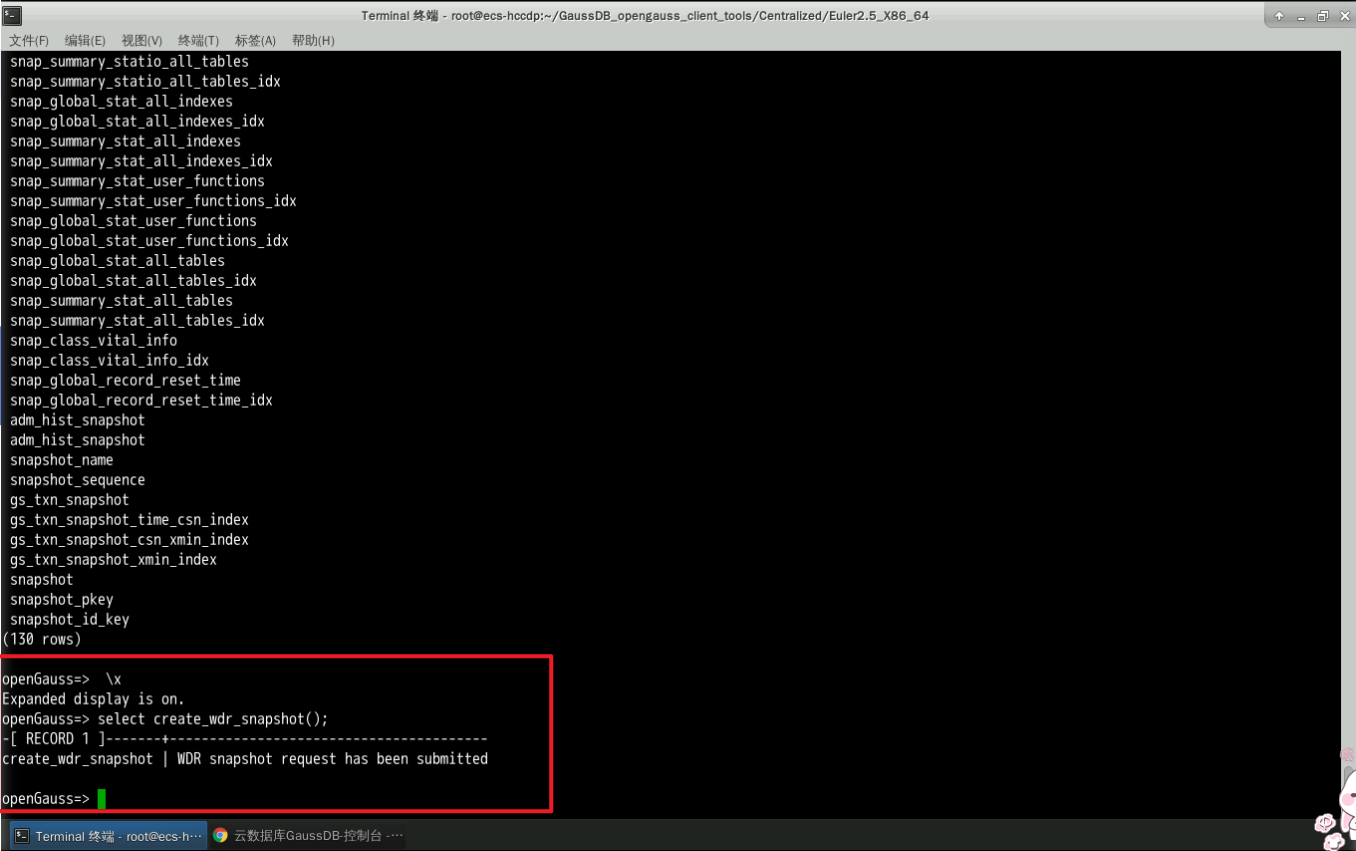 Terminal 终端 - root@ecs-hccdp:~/GaussDB_opengauss_client_tools/Centralized/Euler2.5_X86_64
文件(F) 编辑(E) 视图(V) 终端(T) 标签(A) 帮助(H)
snap_summary_statio_all_tables
snap_summary_statio_all_tables_idx
snap_global_stat_all_indexes
snap_global_stat_all_indexes_idx
snap_summary_stat_all_indexes
snap_summary_stat_all_indexes_idx
snap_summary_stat_user_functions
snap_summary_stat_user_functions_idx
snap_global_stat_user_functions
snap_global_stat_user_functions_idx
snap_global_stat_all_tables
snap_global_stat_all_tables_idx
snap_summary_stat_all_tables
snap_summary_stat_all_tables_idx
snap_class_vital_info
snap_class_vital_info_idx
snap_global_record_reset_time
snap_global_record_reset_time_idx
adm_hist_snapshot
adm_hist_snapshot
snapshot_name
snapshot_sequence
gs_txn_snapshot
gs_txn_snapshot_time_csn_index
gs_txn_snapshot_csn_xmin_index
gs_txn_snapshot_xmin_index
snapshot
snapshot_pkey
snapshot_id_key
(130 rows)
openGauss=>  \x
Expanded display is on.
openGauss=> select create_wdr_snapshot();
-[ RECORD 1 ]-------+----------------------------------------
create_wdr_snapshot | WDR snapshot request has been submitted
openGauss=>
Terminal 终端 - root@ecs-h··· 云数据库GaussDB-控制台 -···